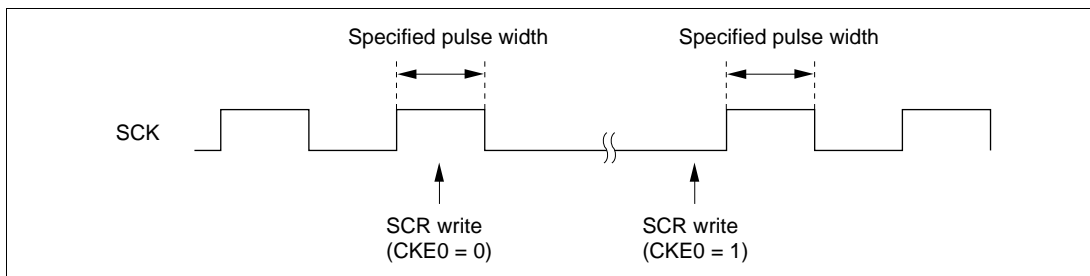 Specified pulse width
Specified pulse width
SCK
SCR write
(CKE0 = 0)
SCR write
(CKE0 = 1)